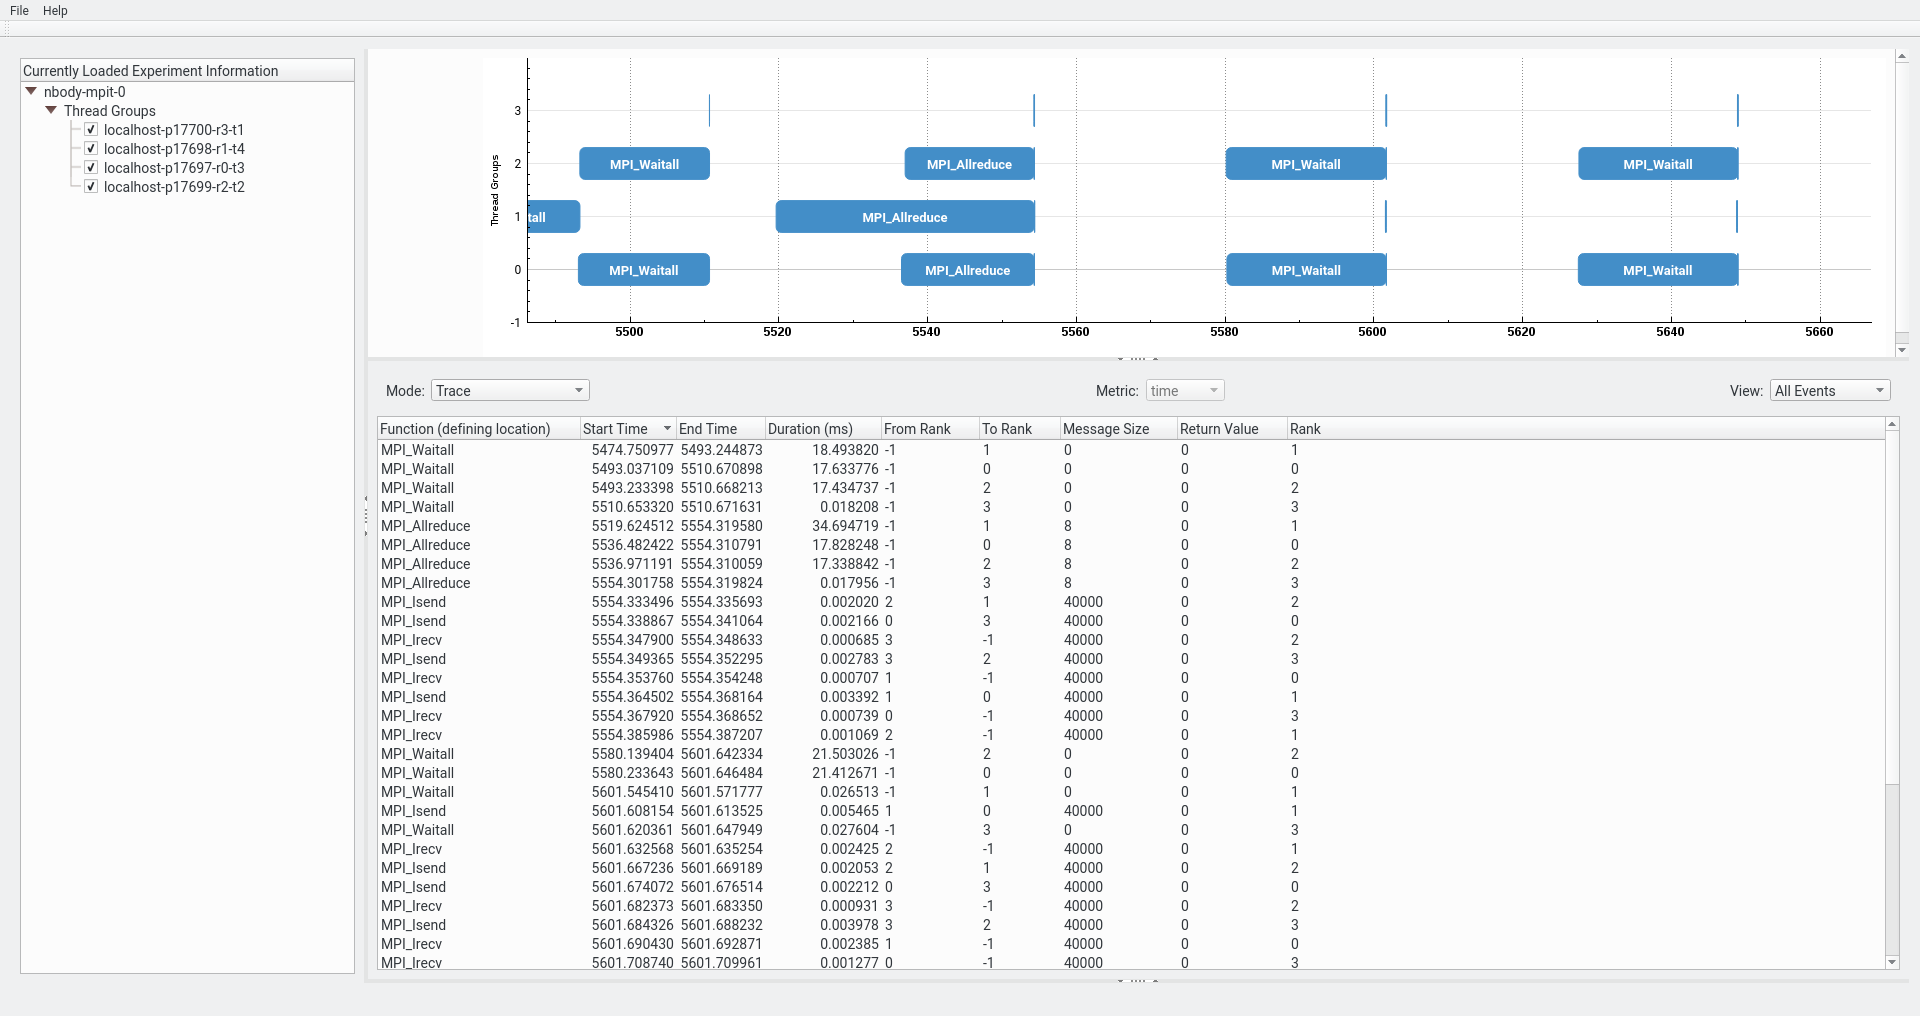 File Help
Currently Loaded Experiment Information
nbody-mpit-0
Thread Groups
localhost-p17700-r3-t1
localhost-p17698-r1-t4
localhost-p17697-r0-t3
localhost-p17699-r2-t2
Thread Groups
3
2 MPI_Waitall MPI_Allreduce MPI_Waitall MPI_Waitall
1 tall MPI_Allreduce
0 MPI_Waitall MPI_Allreduce MPI_Waitall MPI_Waitall
-1
5500 5520 5540 5560 5580 5600 5620 5640 5660
Mode: Trace Metric: time View: All Events
Function (defining location) Start Time End Time Duration (ms) From Rank To Rank Message Size Return Value Rank
MPI_Waitall 5474.750977 5493.244873 18.493820 -1 1 0 0 1
MPI_Waitall 5493.037109 5510.670898 17.633776 -1 0 0 0 0
MPI_Waitall 5493.233398 5510.668213 17.434737 -1 2 0 0 2
MPI_Waitall 5510.653320 5510.671631 0.018208 -1 3 0 0 3
MPI_Allreduce 5519.624512 5554.319580 34.694719 -1 1 8 0 1
MPI_Allreduce 5536.482422 5554.310791 17.828248 -1 0 8 0 0
MPI_Allreduce 5536.971191 5554.310059 17.338842 -1 2 8 0 2
MPI_Allreduce 5554.301758 5554.319824 0.017956 -1 3 8 0 3
MPI_Isend 5554.333496 5554.335693 0.002020 2 1 40000 0 2
MPI_Isend 5554.338867 5554.341064 0.002166 0 3 40000 0 0
MPI_Irecv 5554.347900 5554.348633 0.000685 3 -1 40000 0 2
MPI_Isend 5554.349365 5554.352295 0.002783 3 2 40000 0 3
MPI_Irecv 5554.353760 5554.354248 0.000707 1 -1 40000 0 0
MPI_Isend 5554.364502 5554.368164 0.003392 1 0 40000 0 1
MPI_Irecv 5554.367920 5554.368652 0.000739 0 -1 40000 0 3
MPI_Irecv 5554.385986 5554.387207 0.001069 2 -1 40000 0 1
MPI_Waitall 5580.139404 5601.642334 21.503026 -1 2 0 0 2
MPI_Waitall 5580.233643 5601.646484 21.412671 -1 0 0 0 0
MPI_Waitall 5601.545410 5601.571777 0.026513 -1 1 0 0 1
MPI_Isend 5601.608154 5601.613525 0.005465 1 0 40000 0 1
MPI_Waitall 5601.620361 5601.647949 0.027604 -1 3 0 0 3
MPI_Irecv 5601.632568 5601.635254 0.002425 2 -1 40000 0 1
MPI_Isend 5601.667236 5601.669189 0.002053 2 1 40000 0 2
MPI_Isend 5601.674072 5601.676514 0.002212 0 3 40000 0 0
MPI_Irecv 5601.682373 5601.683350 0.000931 3 -1 40000 0 2
MPI_Isend 5601.684326 5601.688232 0.003978 3 2 40000 0 3
MPI_Irecv 5601.690430 5601.692871 0.002385 1 -1 40000 0 0
MPI_Irecv 5601.708740 5601.709961 0.001277 0 -1 40000 0 3